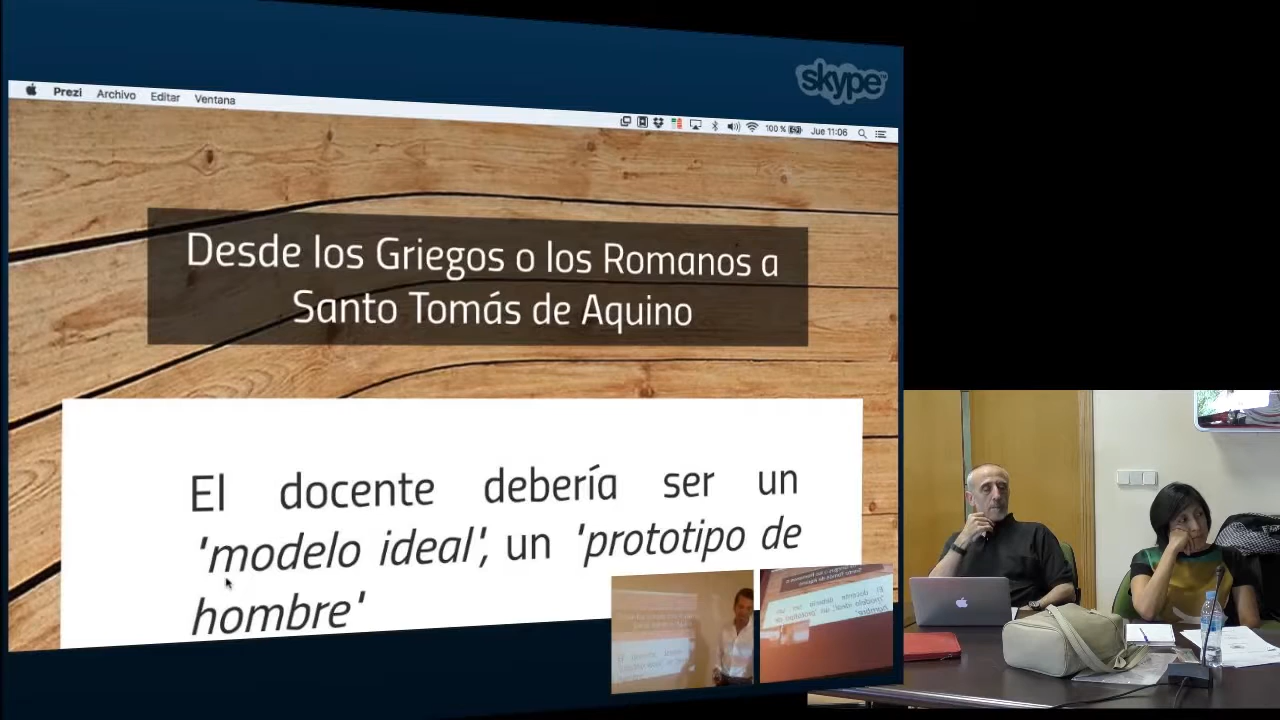 skype
Prezi Archivo Editar Ventana
100 % Jue 11:06
Desde los Griegos o los Romanos a
Santo Tomás de Aquino
El docente debería ser un
'modelo ideal', un 'prototipo de
hombre'